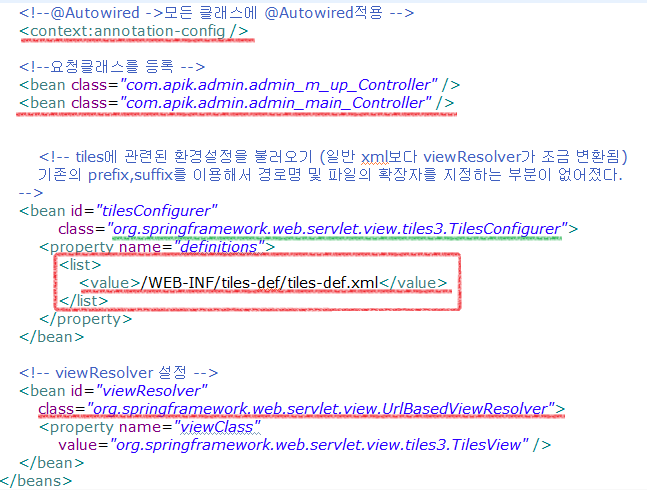 <!--@Autowired ->모든 클래스에 @Autowired적용 -->
<context:annotation-config />
<!--요청클래스를 등록 -->
<bean class="com.apik.admin.admin_m_up_Controller" />
<bean class="com.apik.admin.admin_main_Controller" />
<!-- tiles에 관련된 환경설정을 불러오기 (일반 xml보다 viewResolver가 조금 변환됨)
기존의 prefix,suffix를 이용해서 경로명 및 파일의 확장자를 지정하는 부분이 없어졌다.
-->
<bean id="tilesConfigurer"
class="org.springframework.web.servlet.view.tiles3.TilesConfigurer">
<property name="definitions">
<list>
<value>/WEB-INF/tiles-def/tiles-def.xml</value>
</list>
</property>
</bean>
<!-- viewResolver 설정 -->
<bean id="viewResolver"
class="org.springframework.web.servlet.view.UrlBasedViewResolver">
<property name="viewClass"
value="org.springframework.web.servlet.view.tiles3.TilesView" />
</bean>
</beans>